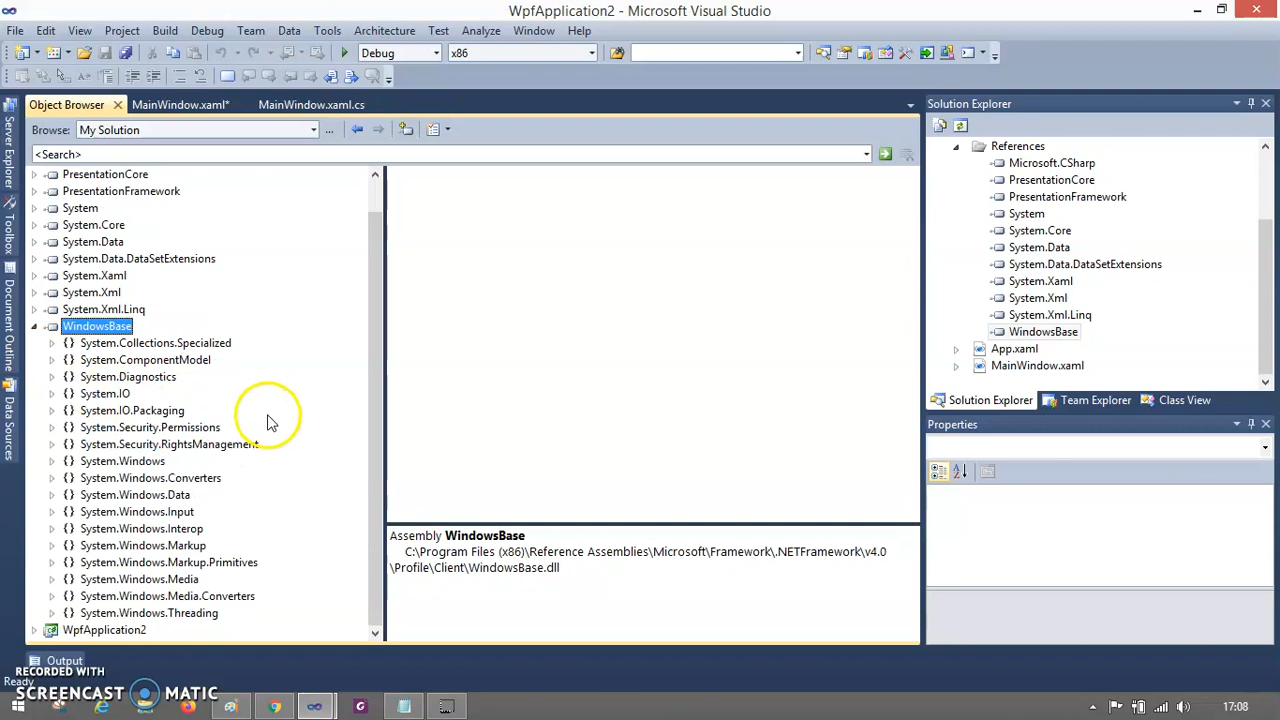 WpfApplication2 - Microsoft Visual Studio
File Edit View Project Build Debug Team Data Tools Architecture Test Analyze Window Help
Debug x86
Object Browser MainWindow.xaml* MainWindow.xaml.cs
Browse: My Solution ...
<Search>
PresentationCore
PresentationFramework
System
System.Core
System.Data
System.Data.DataSetExtensions
System.Xaml
System.Xml
System.Xml.Linq
WindowsBase
{} System.Collections.Specialized
{} System.ComponentModel
{} System.Diagnostics
{} System.IO
{} System.IO.Packaging
{} System.Security.Permissions
{} System.Security.RightsManagement
{} System.Windows
{} System.Windows.Converters
{} System.Windows.Data
{} System.Windows.Input
{} System.Windows.Interop
{} System.Windows.Markup
{} System.Windows.Markup.Primitives
{} System.Windows.Media
{} System.Windows.Media.Converters
{} System.Windows.Threading
WpfApplication2
Assembly WindowsBase
C:\Program Files (x86)\Reference Assemblies\Microsoft\Framework\.NETFramework\v4.0
\Profile\Client\WindowsBase.dll
Server Explorer
Toolbox
Document Outline
Data Sources
Solution Explorer
References
Microsoft.CSharp
PresentationCore
PresentationFramework
System
System.Core
System.Data
System.Data.DataSetExtensions
System.Xaml
System.Xml
System.Xml.Linq
WindowsBase
App.xaml
MainWindow.xaml
Solution Explorer Team Explorer Class View
Properties
Output
Ready
RECORDED WITH
SCREENCAST MATIC
17:08